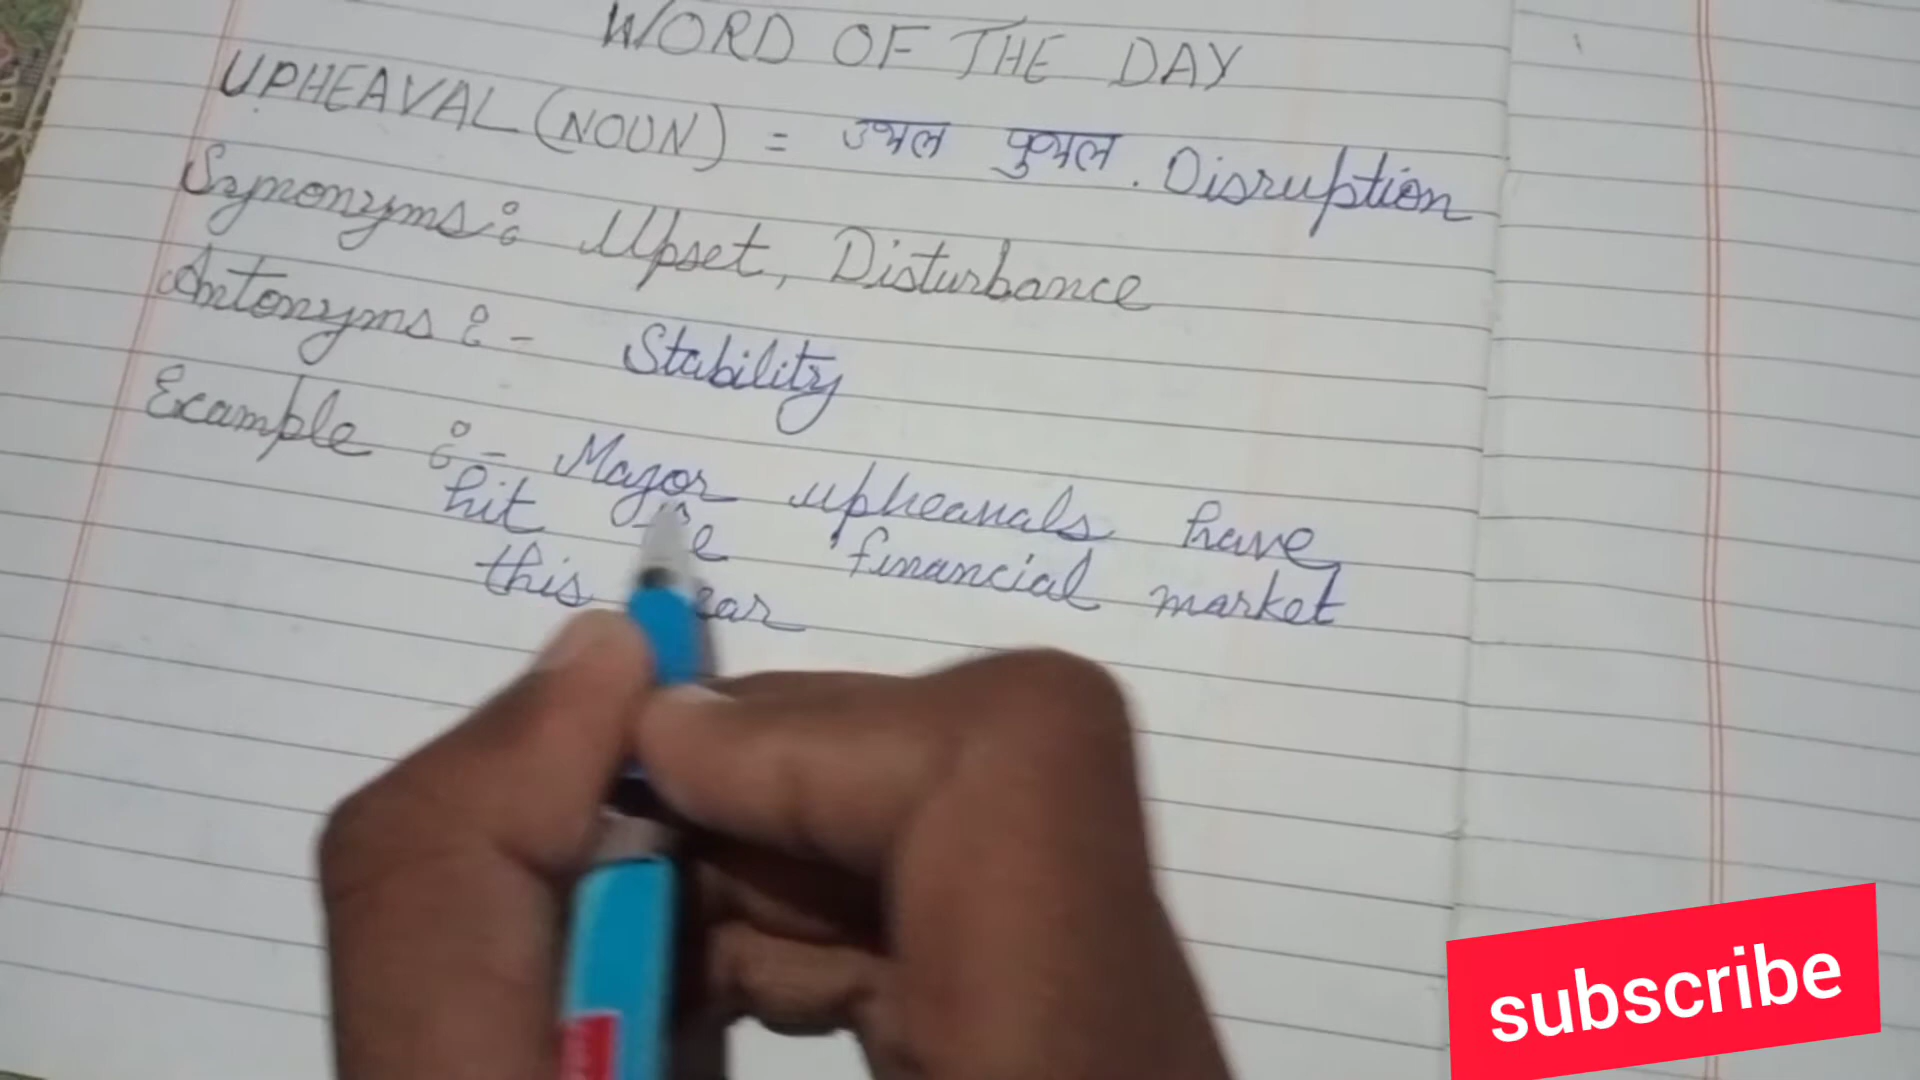 WORD OF THE DAY
UPHEAVAL (NOUN) = उथल पुथल. Disruption
Synonyms : Upset, Disturbance
Antonyms :- Stability
Example :- Major upheavals have
hit financial market
this
subscribe